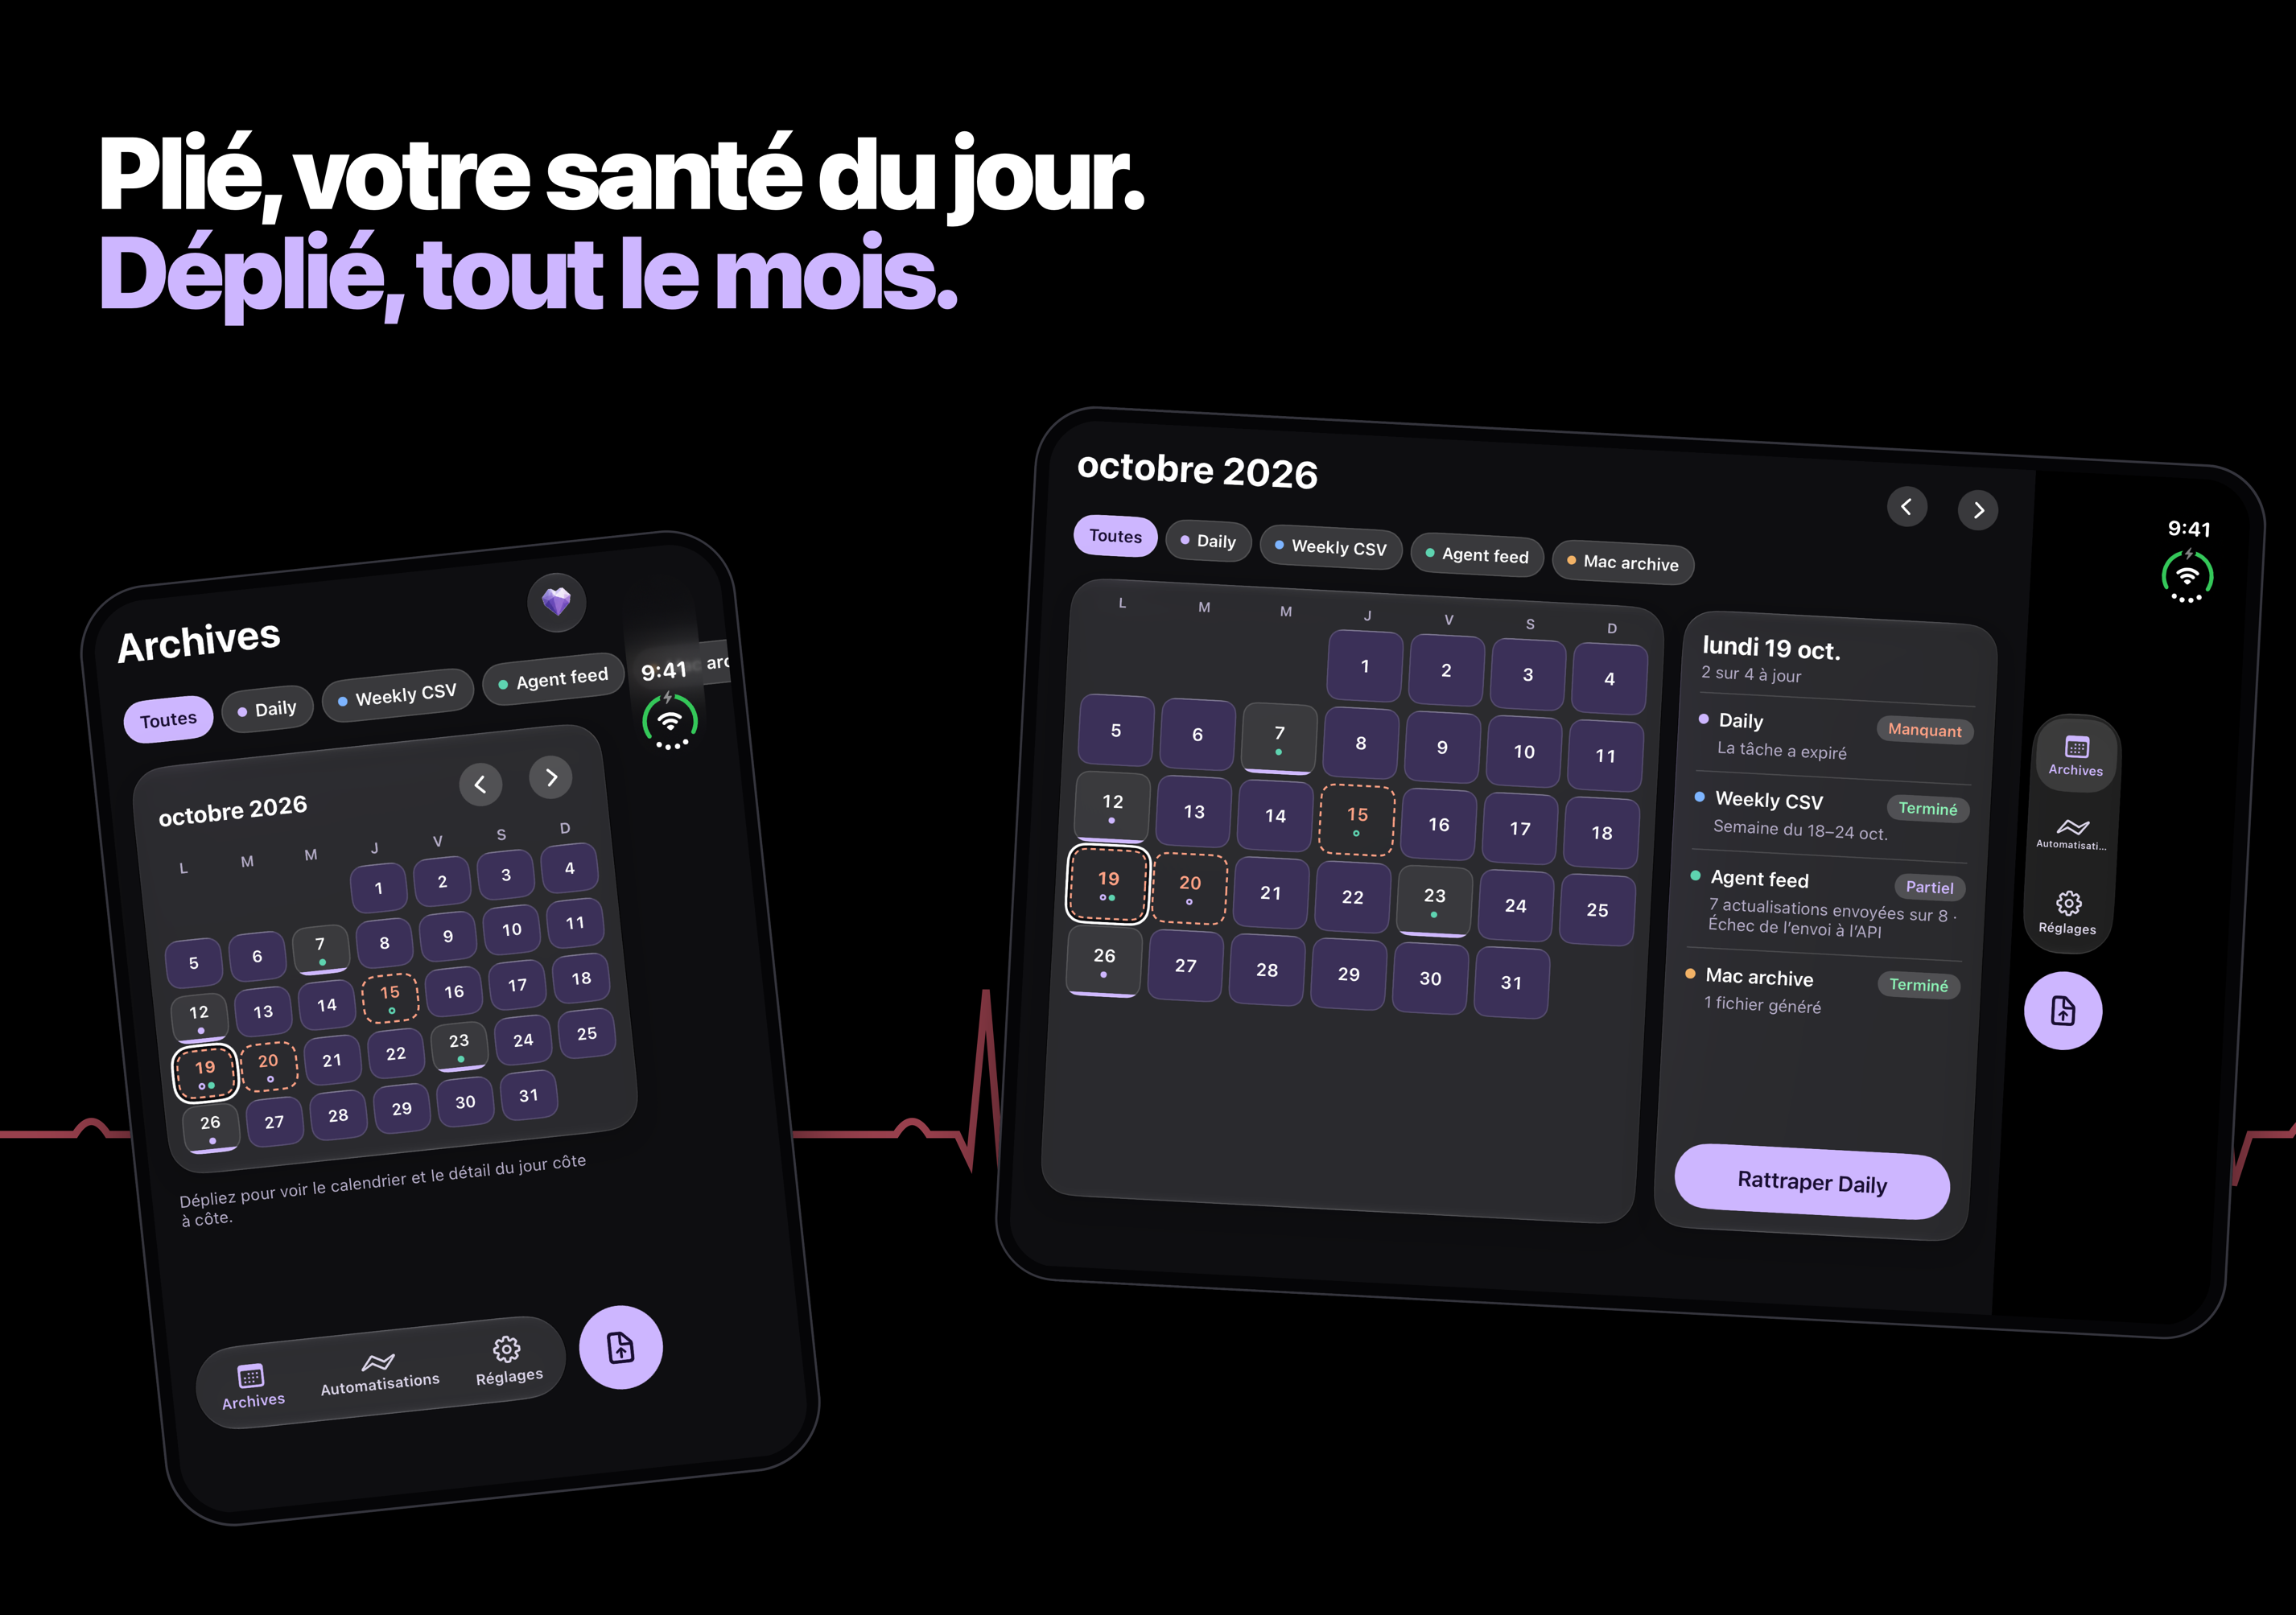 Plié, votre santé du jour.
Déplié, tout le mois.
Archives
Toutes
Daily
Weekly CSV
Agent feed
9:41
octobre 2026
L M M J V S D
1 2 3 4
5 6 7 8 9 10 11
12 13 14 15 16 17 18
19 20 21 22 23 24 25
26 27 28 29 30 31
Dépliez pour voir le calendrier et le détail du jour côte
à côte.
Archives
Automatisations
Réglages
octobre 2026
Toutes
Daily
Weekly CSV
Agent feed
Mac archive
L M M J V S D
1 2 3 4
5 6 7 8 9 10 11
12 13 14 15 16 17 18
19 20 21 22 23 24 25
26 27 28 29 30 31
lundi 19 oct.
2 sur 4 à jour
Daily
Manquant
La tâche a expiré
Weekly CSV
Terminé
Semaine du 18–24 oct.
Agent feed
Partiel
7 actualisations envoyées sur 8 ·
Échec de l’envoi à l’API
Mac archive
Terminé
1 fichier généré
Rattraper Daily
9:41
Archives
Automatisati...
Réglages